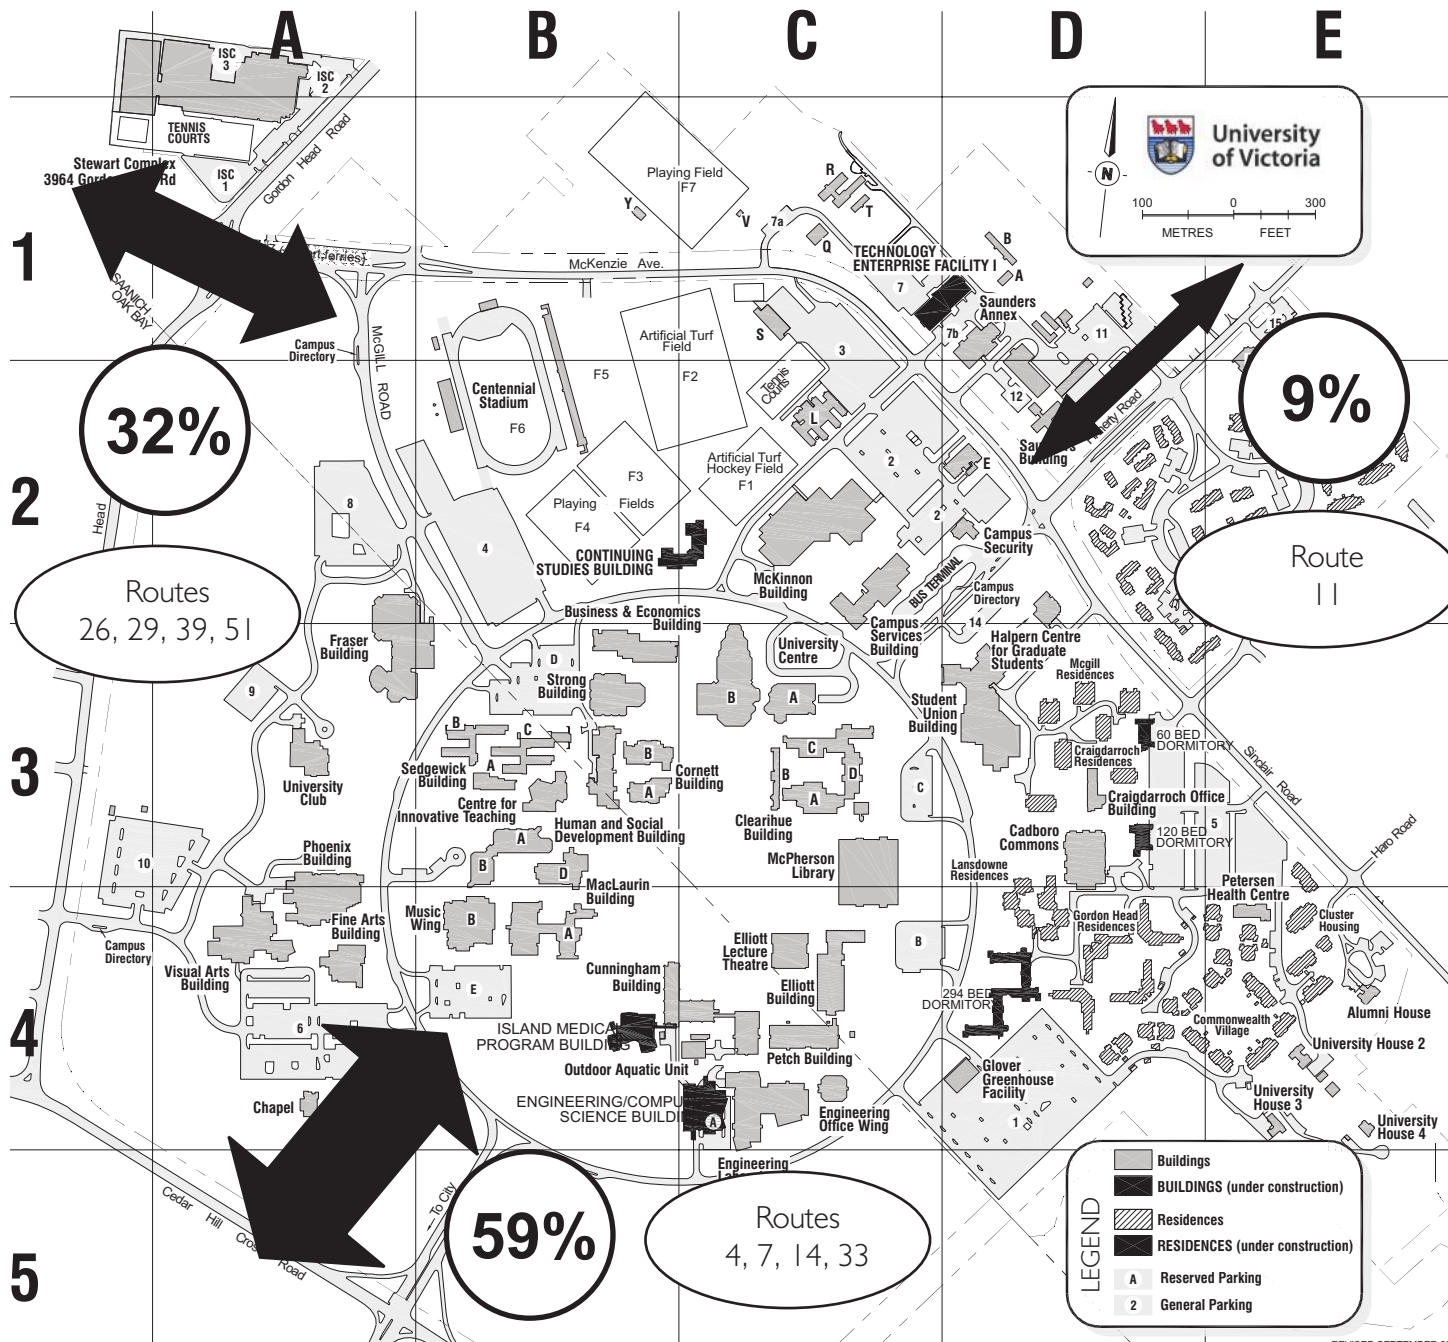 A
B
C
D
E
ISC
3
ISC
2
TENNIS
COURTS
Stewart Complex
3964 Gordon
Rd
ISC
1
Gordon Head Road
Playing Field
F7
Y
V
7a
R
T
Q
B
A
TECHNOLOGY
ENTERPRISE FACILITY I
University
of Victoria
N
100
0
300
METRES
FEET
1
SAANICH
OAK BAY
McKenzie Ave.
McGILL ROAD
Campus
Directory
7
Saunders
Annex
7b
11
15
S
3
Artificial Turf
Field
F2
F5
Centennial
Stadium
F6
Tennis
Courts
L
12
32%
9%
2
F3
Playing
Fields
F4
Artificial Turf
Hockey Field
F1
2
E
Building
8
4
2
Head
Campus
Security
CONTINUING
STUDIES BUILDING
McKinnon
Building
BUS TERMINAL
Campus
Directory
14
Routes
26, 29, 39, 51
Route
11
Fraser
Building
Business & Economics
Building
University
Centre
Campus
Services
Building
Halpern Centre
for Graduate
Students
Mcgill
Residences
D
Strong
Building
9
B
A
Student
Union
Building
3
University
Club
B
C
A
Sedgewick
Building
Centre for
Innovative Teaching
B
A
Cornett
Building
C
B
D
A
Clearihue
Building
C
60 BED
DORMITORY
Craigdarroch
Residences
Craigdarroch Office
Building
Sinclair Road
120 BED
DORMITORY
5
Haro Road
Human and Social
Development Building
A
B
D
MacLaurin
Building
McPherson
Library
Cadboro
Commons
Lansdowne
Residences
Petersen
Health Centre
10
Phoenix
Building
Fine Arts
Building
Music
Wing
B
A
Elliott
Lecture
Theatre
B
Gordon Head
Residences
Cluster
Housing
Campus
Directory
Visual Arts
Building
E
Cunningham
Building
Elliott
Building
294 BED
DORMITORY
Commonwealth
Village
Alumni House
4
6
ISLAND MEDICAL
PROGRAM BUILDING
Outdoor Aquatic Unit
Petch Building
Glover
Greenhouse
Facility
1
University House 2
Chapel
ENGINEERING/COMPU
SCIENCE BUILDI
A
Engineering
Office Wing
University
House 3
University
House 4
Engineering
59%
Routes
4, 7, 14, 33
5
Cedar Hill
Road
To City
LEGEND
Buildings
BUILDINGS (under construction)
Residences
RESIDENCES (under construction)
A Reserved Parking
2 General Parking